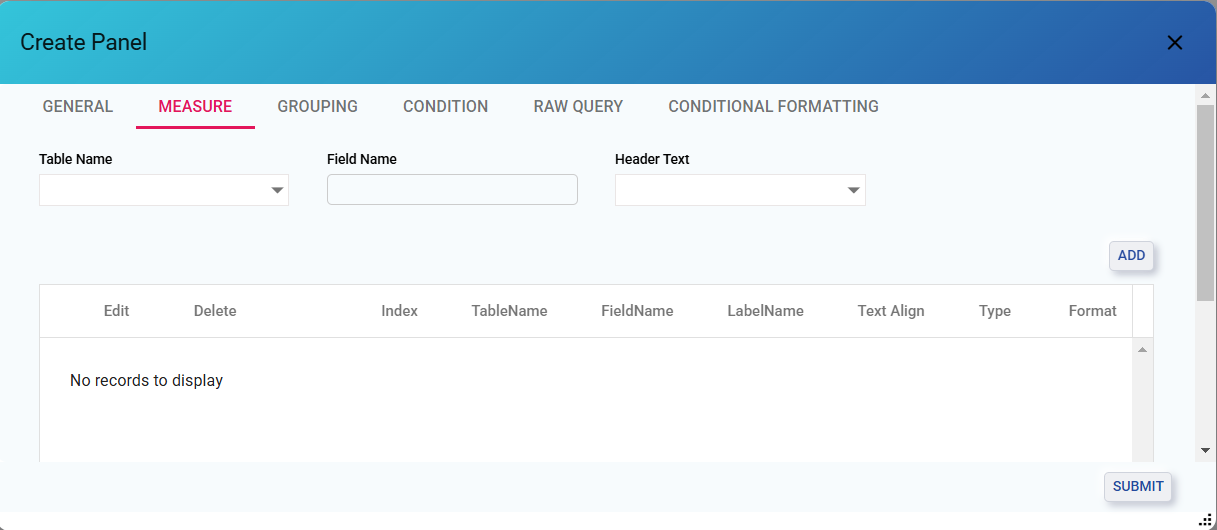 Create Panel
GENERAL MEASURE GROUPING CONDITION RAW QUERY CONDITIONAL FORMATTING
Table Name Field Name Header Text
ADD
Edit Delete Index TableName FieldName LabelName Text Align Type Format
No records to display
SUBMIT